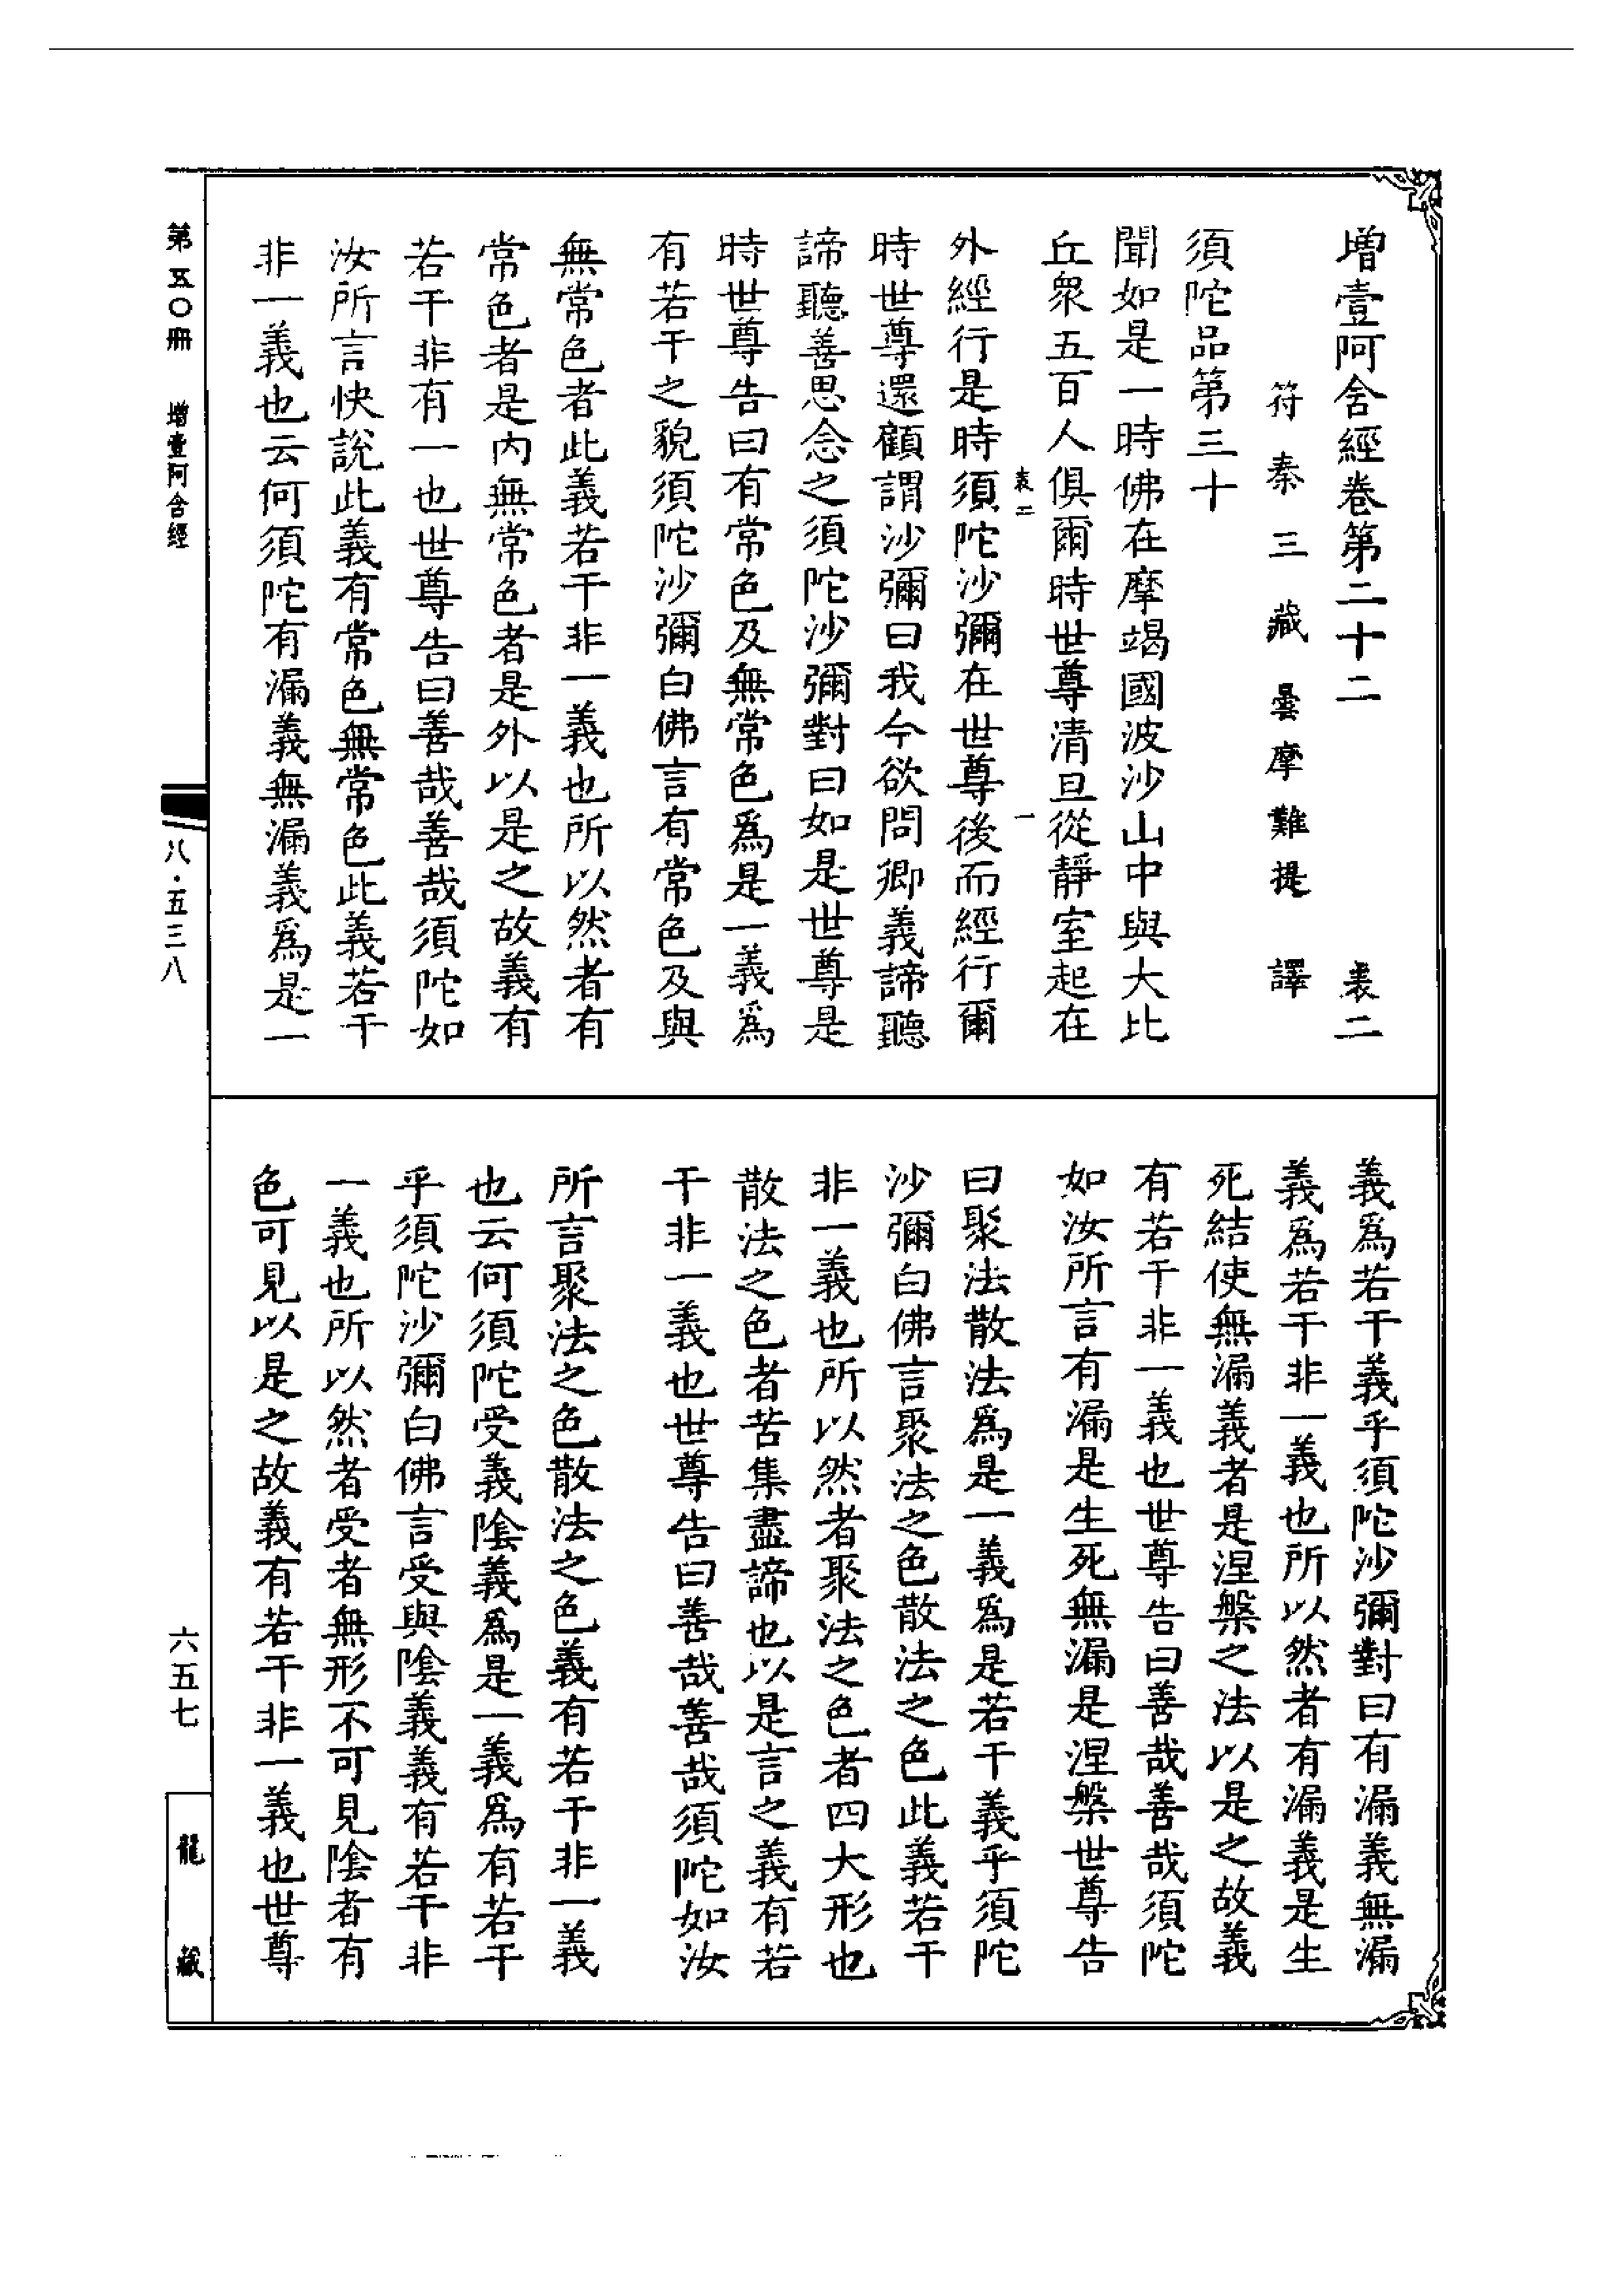 增壹阿含經卷第二十二　表二
符秦三藏曇摩難提　譯
須陀品第三十
聞如是一時佛在摩竭國波沙山中與大比
丘衆五百人俱爾時世尊清旦從靜室起在
表二　一
外經行是時須陀沙彌在世尊後而經行爾
時世尊還顧謂沙彌曰我今欲問卿義諦聽
諦聽善思念之須陀沙彌對曰如是世尊是
時世尊告曰有常色及無常色爲是一義爲
有若干之貌須陀沙彌白佛言有常色及與
無常色者此義若干非一義也所以然者有
常色者是内無常色者是外以是之故義有
若干非有一也世尊告曰善哉善哉須陀如
汝所言快說此義有常色無常色此義若干
非一義也云何須陀有漏義無漏義爲是一
義爲若干義乎須陀沙彌對曰有漏義無漏
義爲若干非一義也所以然者有漏義是生
死結使無漏義者是涅槃之法以是之故義
有若干非一義也世尊告曰善哉善哉須陀
如汝所言有漏是生死無漏是涅槃世尊告
曰聚法散法爲是一義爲是若干義乎須陀
沙彌白佛言聚法之色散法之色此義若干
非一義也所以然者聚法之色者四大形也
散法之色者苦集盡諦也以是言之義有若
干非一義也世尊告曰善哉善哉須陀如汝
所言聚法之色散法之色義有若干非一義
也云何須陀受義陰義爲是一義爲有若干
乎須陀沙彌白佛言受與陰義義有若干非
一義也所以然者受者無形不可見陰者有
色可見以是之故義有若干非一義也世尊
第五〇冊　增壹阿含經
八·五三八
六五七
龍藏